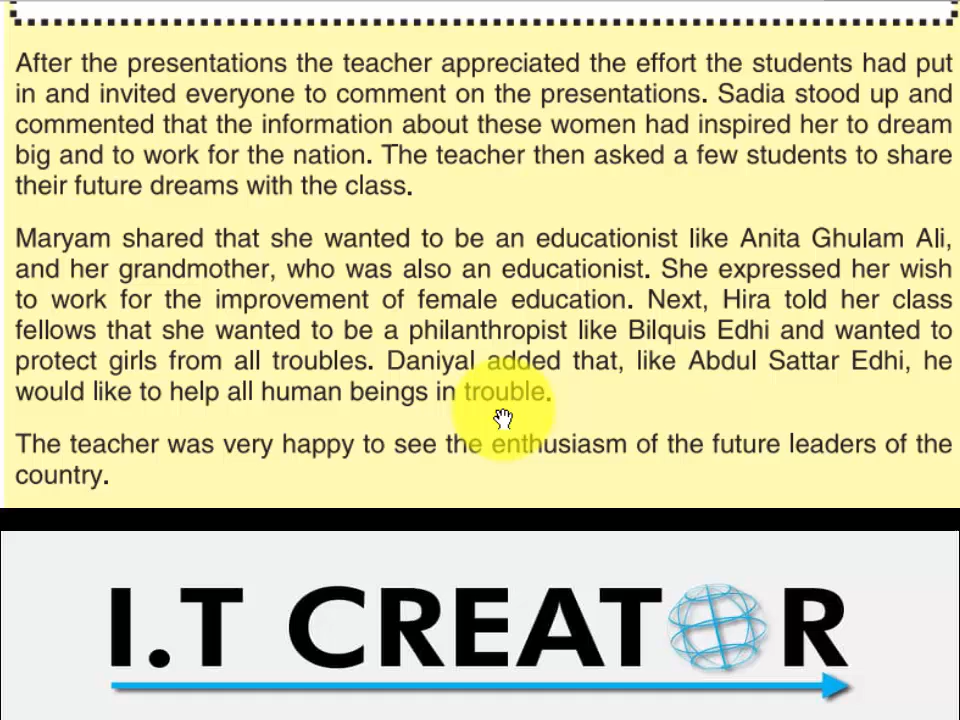 After the presentations the teacher appreciated the effort the students had put
in and invited everyone to comment on the presentations. Sadia stood up and
commented that the information about these women had inspired her to dream
big and to work for the nation. The teacher then asked a few students to share
their future dreams with the class.
Maryam shared that she wanted to be an educationist like Anita Ghulam Ali,
and her grandmother, who was also an educationist. She expressed her wish
to work for the improvement of female education. Next, Hira told her class
fellows that she wanted to be a philanthropist like Bilquis Edhi and wanted to
protect girls from all troubles. Daniyal added that, like Abdul Sattar Edhi, he
would like to help all human beings in trouble.
The teacher was very happy to see the enthusiasm of the future leaders of the
country.
I.T CREATOR